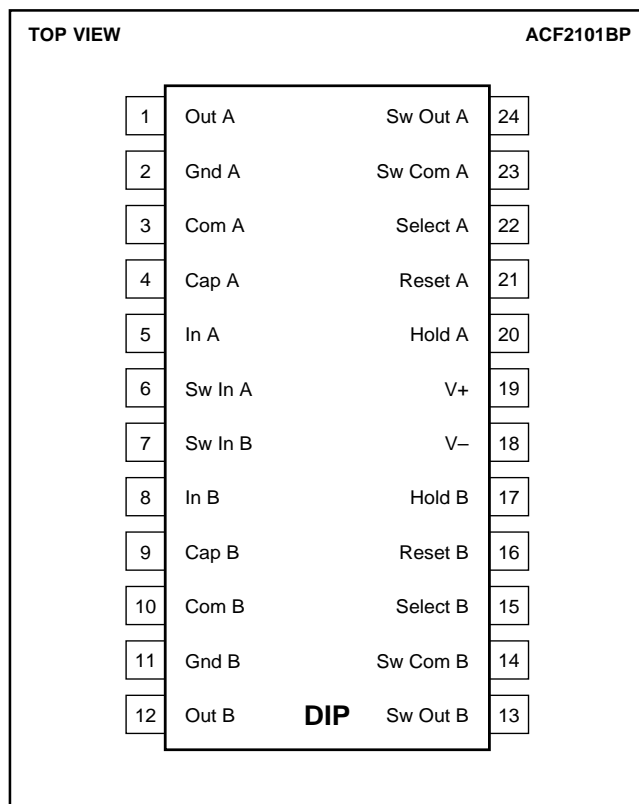 TOP VIEW ACF2101BP
1 Out A Sw Out A 24
2 Gnd A Sw Com A 23
3 Com A Select A 22
4 Cap A Reset A 21
5 In A Hold A 20
6 Sw In A V+ 19
7 Sw In B V– 18
8 In B Hold B 17
9 Cap B Reset B 16
10 Com B Select B 15
11 Gnd B Sw Com B 14
12 Out B DIP Sw Out B 13